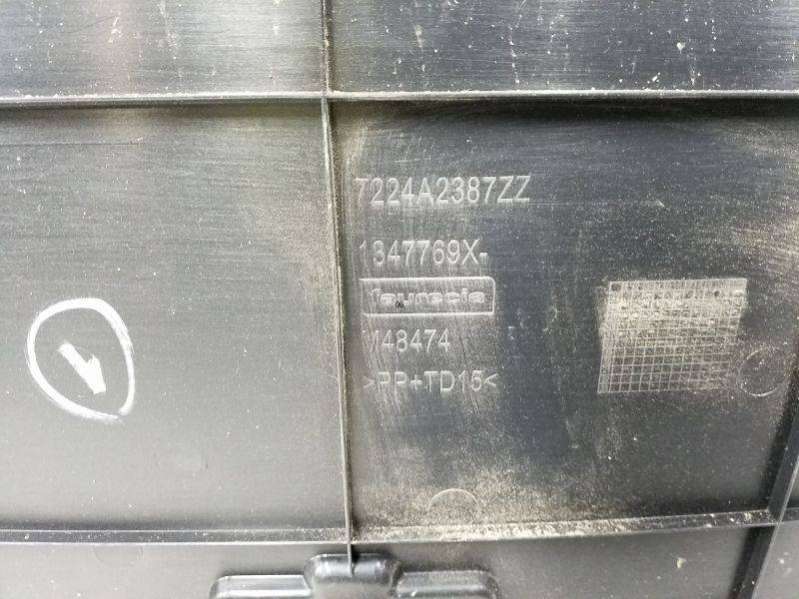 7224A2387ZZ
1347769X-
faurecia
148474
>PP+TD15<